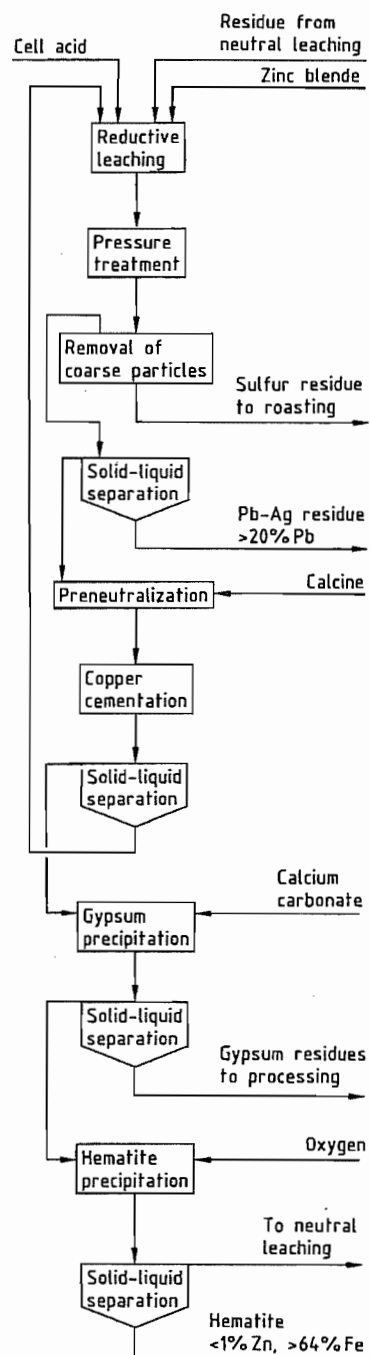 Cell acid
Residue from
neutral leaching
Zinc blende
Reductive
leaching
Pressure
treatment
Removal of
coarse particles
Sulfur residue
to roasting
Solid-liquid
separation
Pb-Ag residue
>20% Pb
Preneutralization
Calcine
Copper
cementation
Solid-liquid
separation
Calcium
carbonate
Gypsum
precipitation
Solid-liquid
separation
Gypsum residues
to processing
Oxygen
Hematite
precipitation
To neutral
leaching
Solid-liquid
separation
Hematite
<1% Zn, >64% Fe